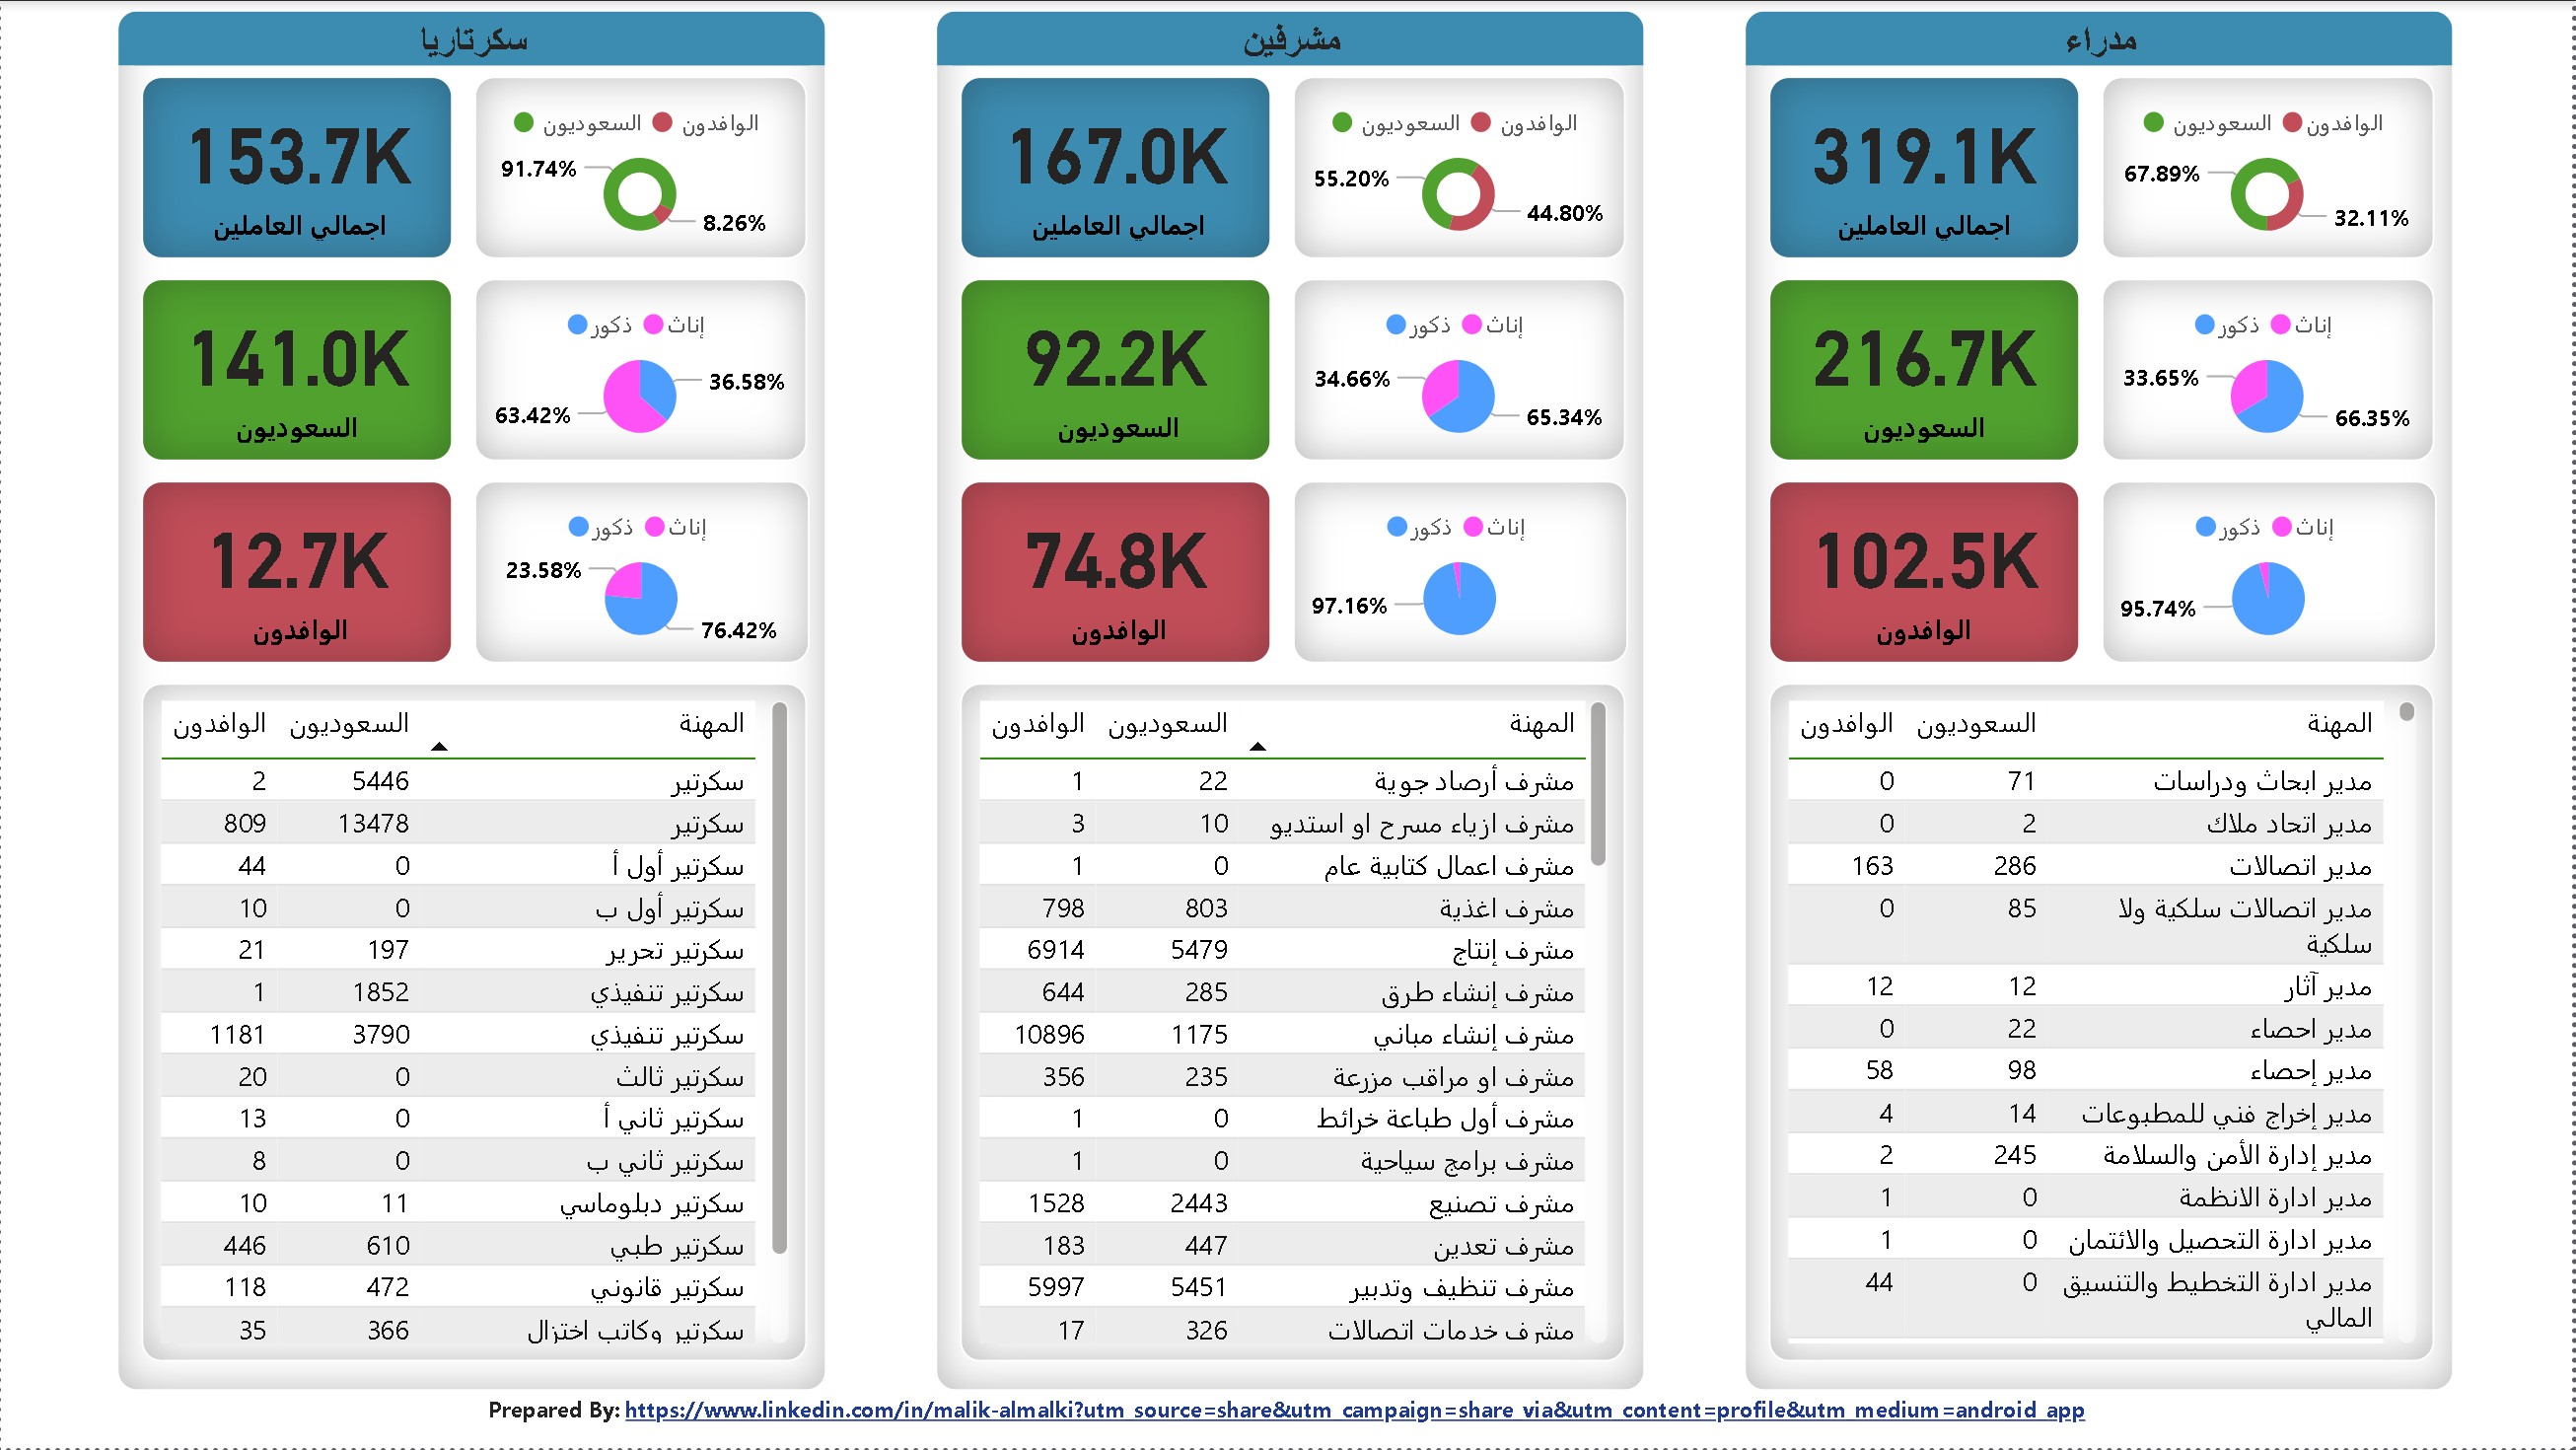 مدراء
319.1K
اجمالي العاملين
السعوديون الوافدون
67.89%
32.11%
216.7K
السعوديون
ذكور إناث
33.65%
66.35%
102.5K
الوافدون
ذكور إناث
95.74%
المهنة السعوديون الوافدون
مدير ابحاث ودراسات 71 0
مدير اتحاد ملاك 2 0
مدير اتصالات 286 163
مدير اتصالات سلكية ولا 85 0
سلكية
مدير آثار 12 12
مدير احصاء 22 0
مدير إحصاء 98 58
مدير إخراج فني للمطبوعات 14 4
مدير إدارة الأمن والسلامة 245 2
مدير ادارة الانظمة 0 1
مدير ادارة التحصيل والائتمان 0 1
مدير ادارة التخطيط والتنسيق 0 44
المالي
مشرفين
167.0K
اجمالي العاملين
السعوديون الوافدون
55.20%
44.80%
92.2K
السعوديون
ذكور إناث
34.66%
65.34%
74.8K
الوافدون
ذكور إناث
97.16%
المهنة السعوديون الوافدون
مشرف أرصاد جوية 22 1
مشرف ازياء مسرح او استديو 10 3
مشرف اعمال كتابية عام 0 1
مشرف اغذية 803 798
مشرف إنتاج 5479 6914
مشرف إنشاء طرق 285 644
مشرف إنشاء مباني 1175 10896
مشرف او مراقب مزرعة 235 356
مشرف أول طباعة خرائط 0 1
مشرف برامج سياحية 0 1
مشرف تصنيع 2443 1528
مشرف تعدين 447 183
مشرف تنظيف وتدبير 5451 5997
مشرف خدمات اتصالات 326 17
سكرتاريا
153.7K
اجمالي العاملين
السعوديون الوافدون
91.74%
8.26%
141.0K
السعوديون
ذكور إناث
36.58%
63.42%
12.7K
الوافدون
ذكور إناث
23.58%
76.42%
المهنة السعوديون الوافدون
سكرتير 5446 2
سكرتير 13478 809
سكرتير أول أ 0 44
سكرتير أول ب 0 10
سكرتير تحرير 197 21
سكرتير تنفيذي 1852 1
سكرتير تنفيذي 3790 1181
سكرتير ثالث 0 20
سكرتير ثاني أ 0 13
سكرتير ثاني ب 0 8
سكرتير دبلوماسي 11 10
سكرتير طبي 610 446
سكرتير قانوني 472 118
سكرتير وكاتب اختزال 366 35
Prepared By: https://www.linkedin.com/in/malik-almalki?utm_source=share&utm_campaign=share_via&utm_content=profile&utm_medium=android_app